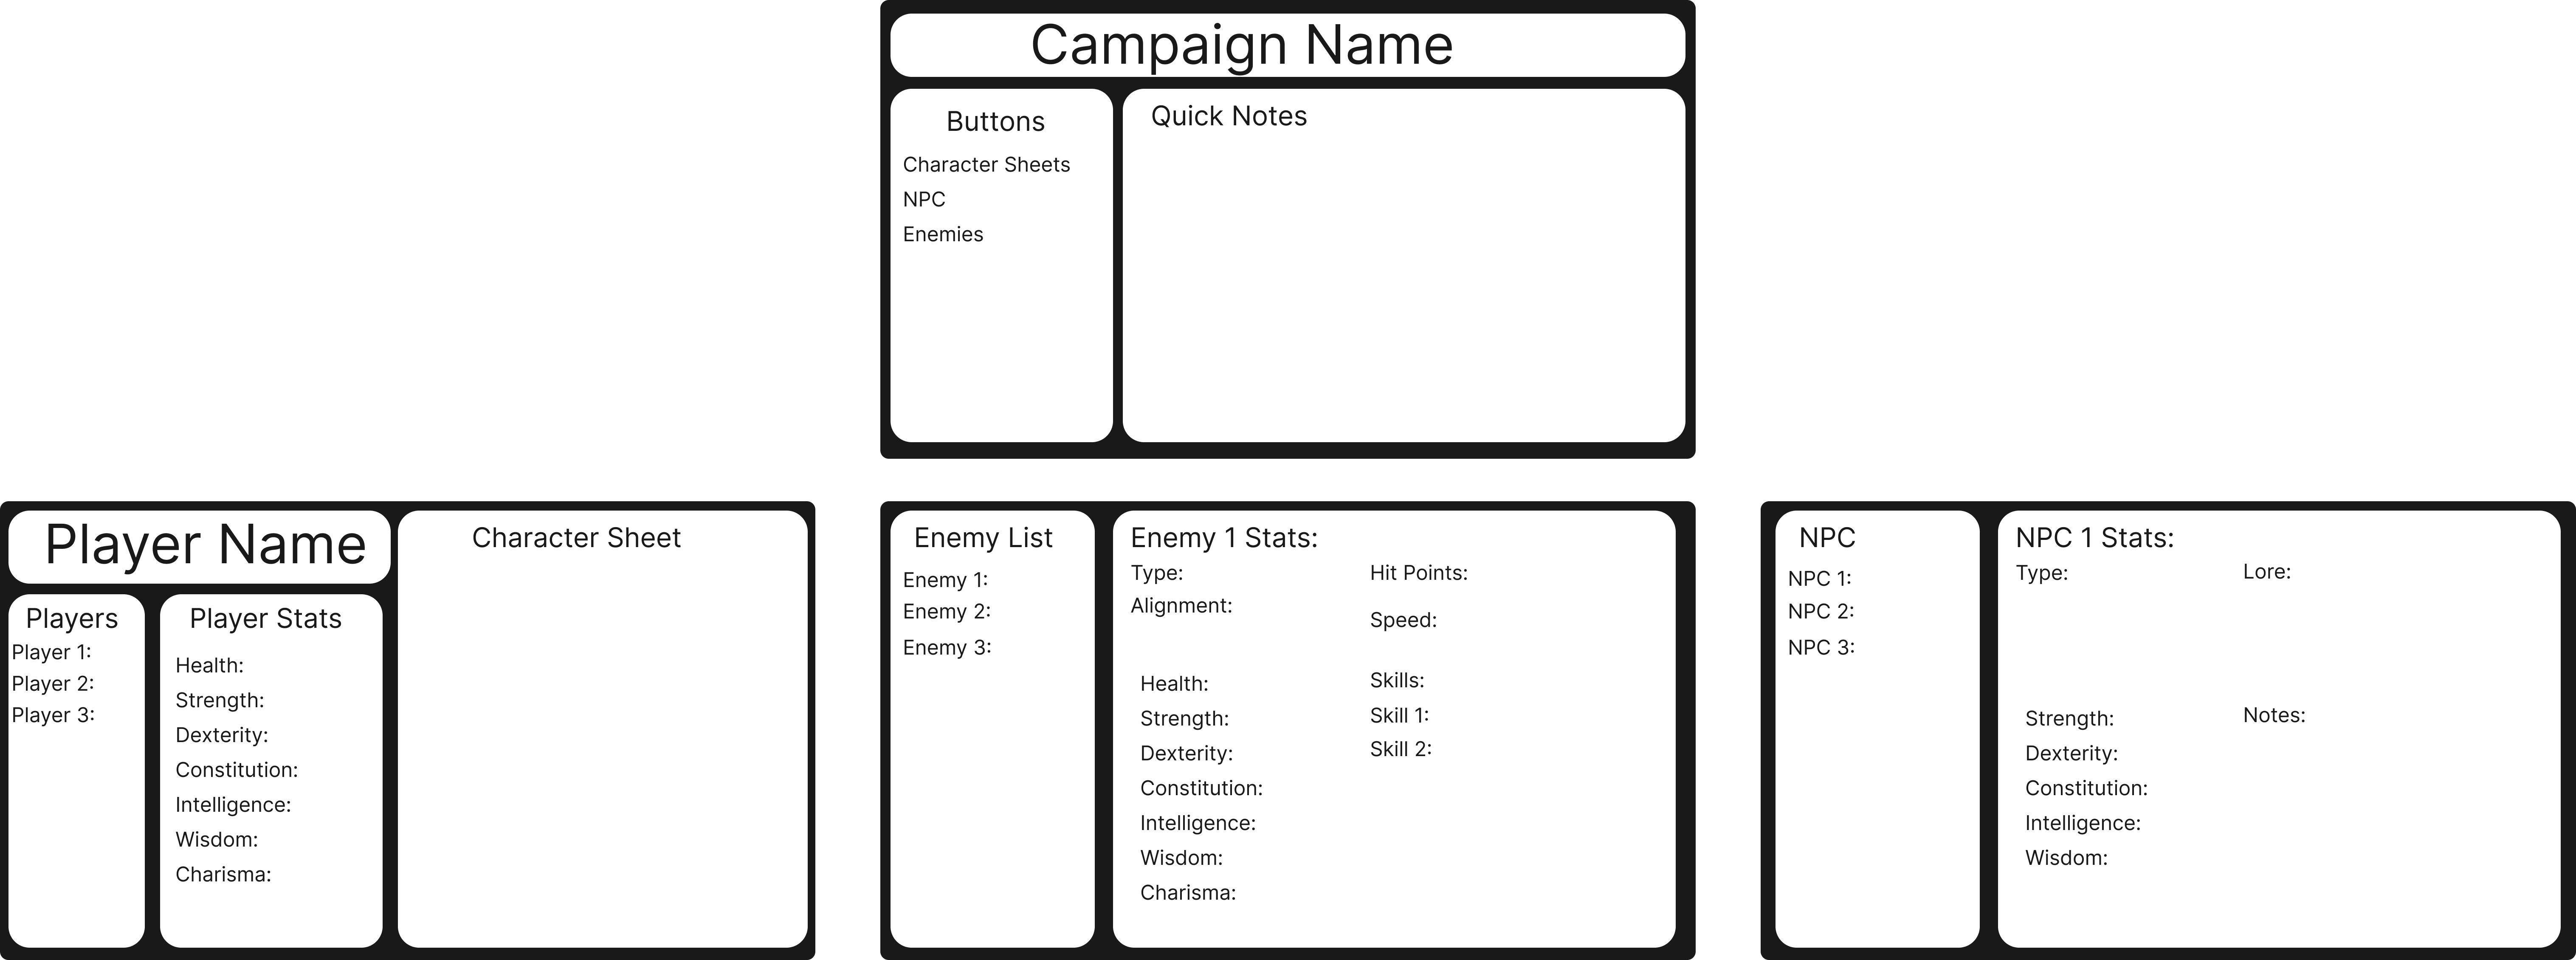 Campaign Name
Buttons
Character Sheets
NPC
Enemies
Quick Notes
Player Name
Players
Player 1:
Player 2:
Player 3:
Player Stats
Health:
Strength:
Dexterity:
Constitution:
Intelligence:
Wisdom:
Charisma:
Character Sheet
Enemy List
Enemy 1:
Enemy 2:
Enemy 3:
Enemy 1 Stats:
Type:
Alignment:
Health:
Strength:
Dexterity:
Constitution:
Intelligence:
Wisdom:
Charisma:
Hit Points:
Speed:
Skills:
Skill 1:
Skill 2:
NPC
NPC 1:
NPC 2:
NPC 3:
NPC 1 Stats:
Type:
Strength:
Dexterity:
Constitution:
Intelligence:
Wisdom:
Lore:
Notes: